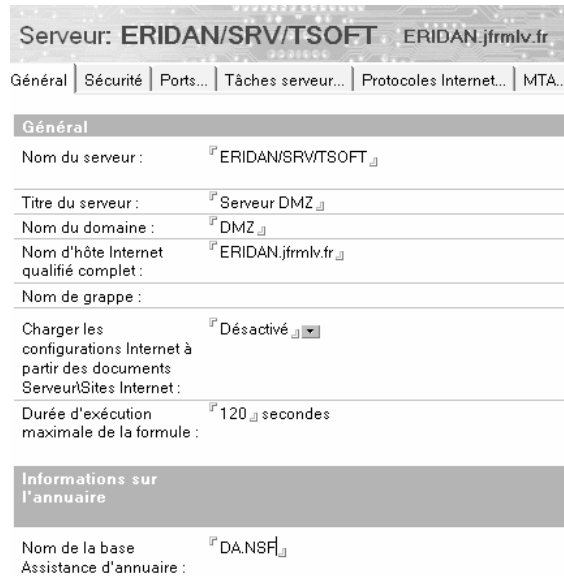 Serveur: ERIDAN/SRV/TSOFT ERIDAN.jfrmlv.fr
Général Sécurité Ports... Tâches serveur... Protocoles Internet... MTA..
Général
Nom du serveur : ERIDAN/SRV/TSOFT
Titre du serveur : Serveur DMZ
Nom du domaine : DMZ
Nom d'hôte Internet ERIDAN.jfrmlv.fr
qualifié complet :
Nom de grappe :
Charger les Désactivé
configurations Internet à
partir des documents
Serveur\Sites Internet :
Durée d'exécution 120 secondes
maximale de la formule :
Informations sur
l'annuaire
Nom de la base DA.NSF
Assistance d'annuaire :